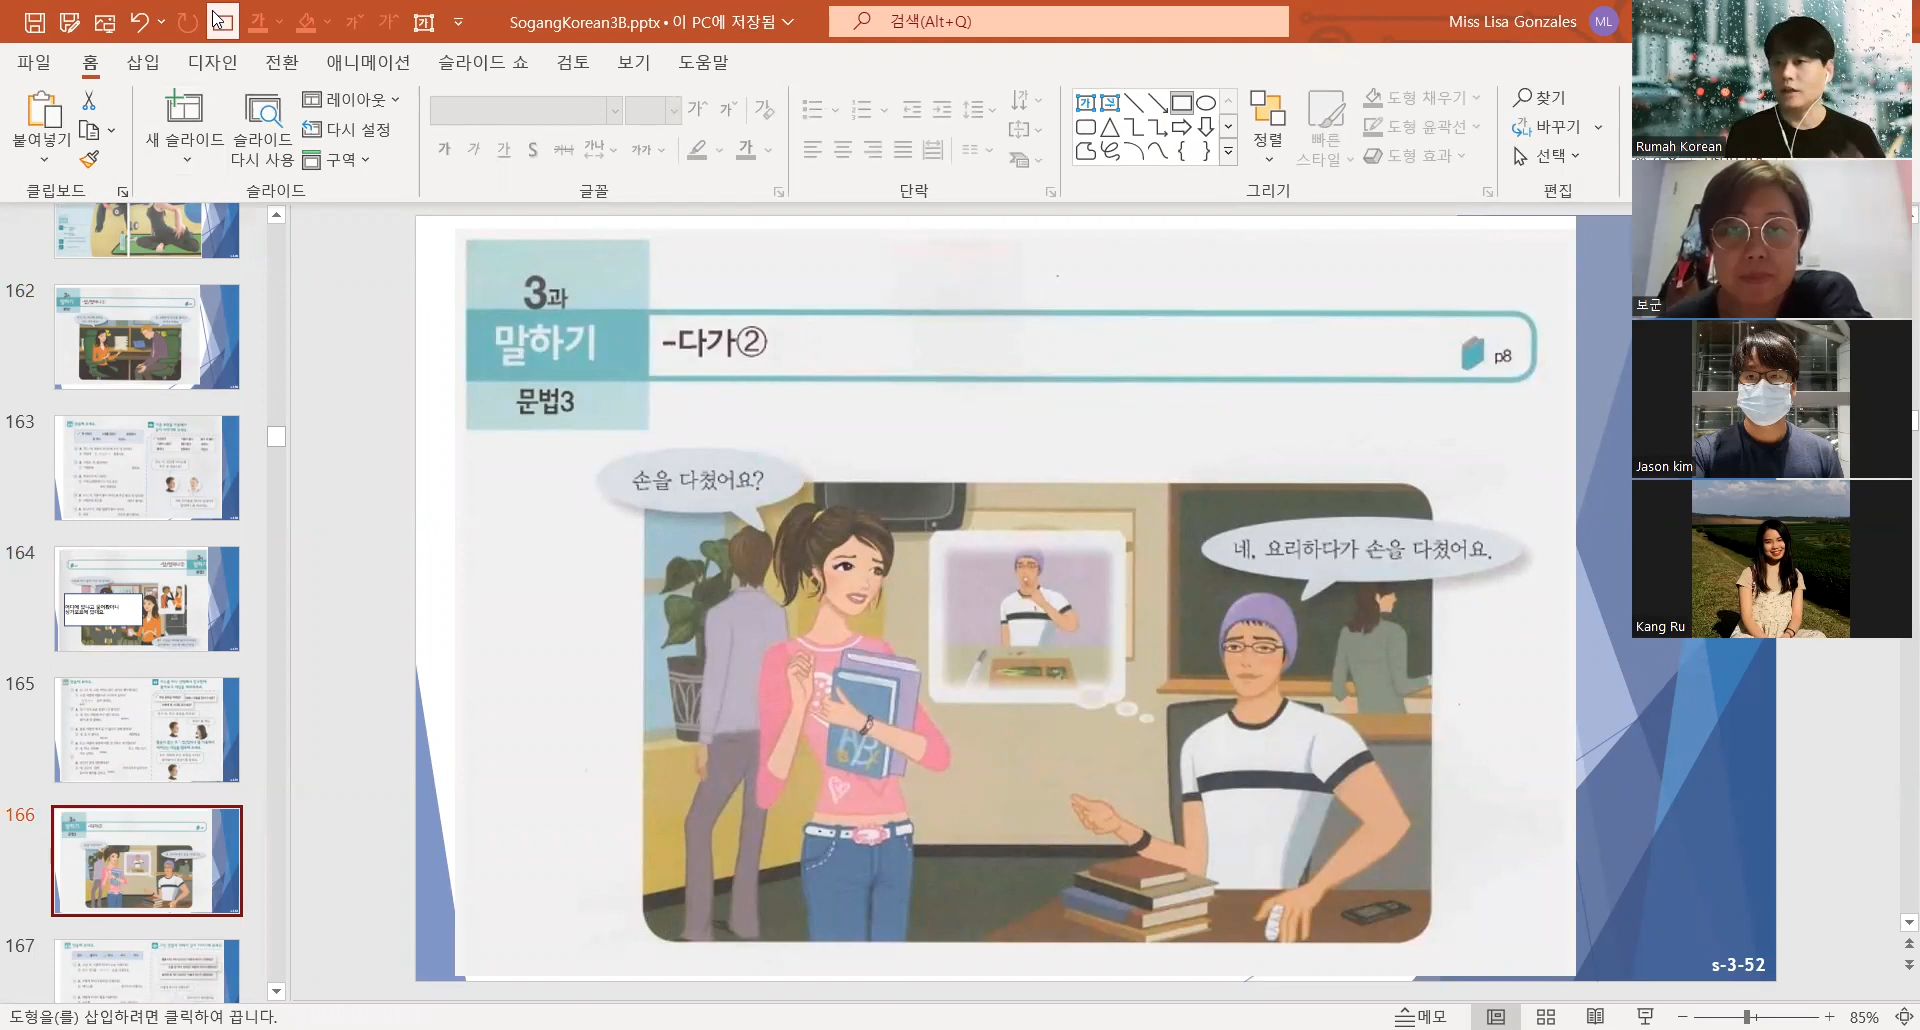 SogangKorean3B.pptx • 이 PC에 저장됨
검색(Alt+Q)
Miss Lisa Gonzales
ML
파일
홈
삽입
디자인
전환
애니메이션
슬라이드 쇼
검토
보기
도움말
붙여넣기
클립보드
새 슬라이드
슬라이드
다시 사용
레이아웃
다시 설정
구역
슬라이드
글꼴
단락
정렬
빠른
스타일
도형 채우기
도형 윤곽선
도형 효과
그리기
찾기
바꾸기
선택
편집
Rumah Korean
보군
Jason kim
Kang Ru
162
163
164
165
166
167
3과
말하기
문법3
-다가②
p8
손을 다쳤어요?
네, 요리하다가 손을 다쳤어요.
s-3-52
도형을(를) 삽입하려면 클릭하여 끕니다.
메모
85%